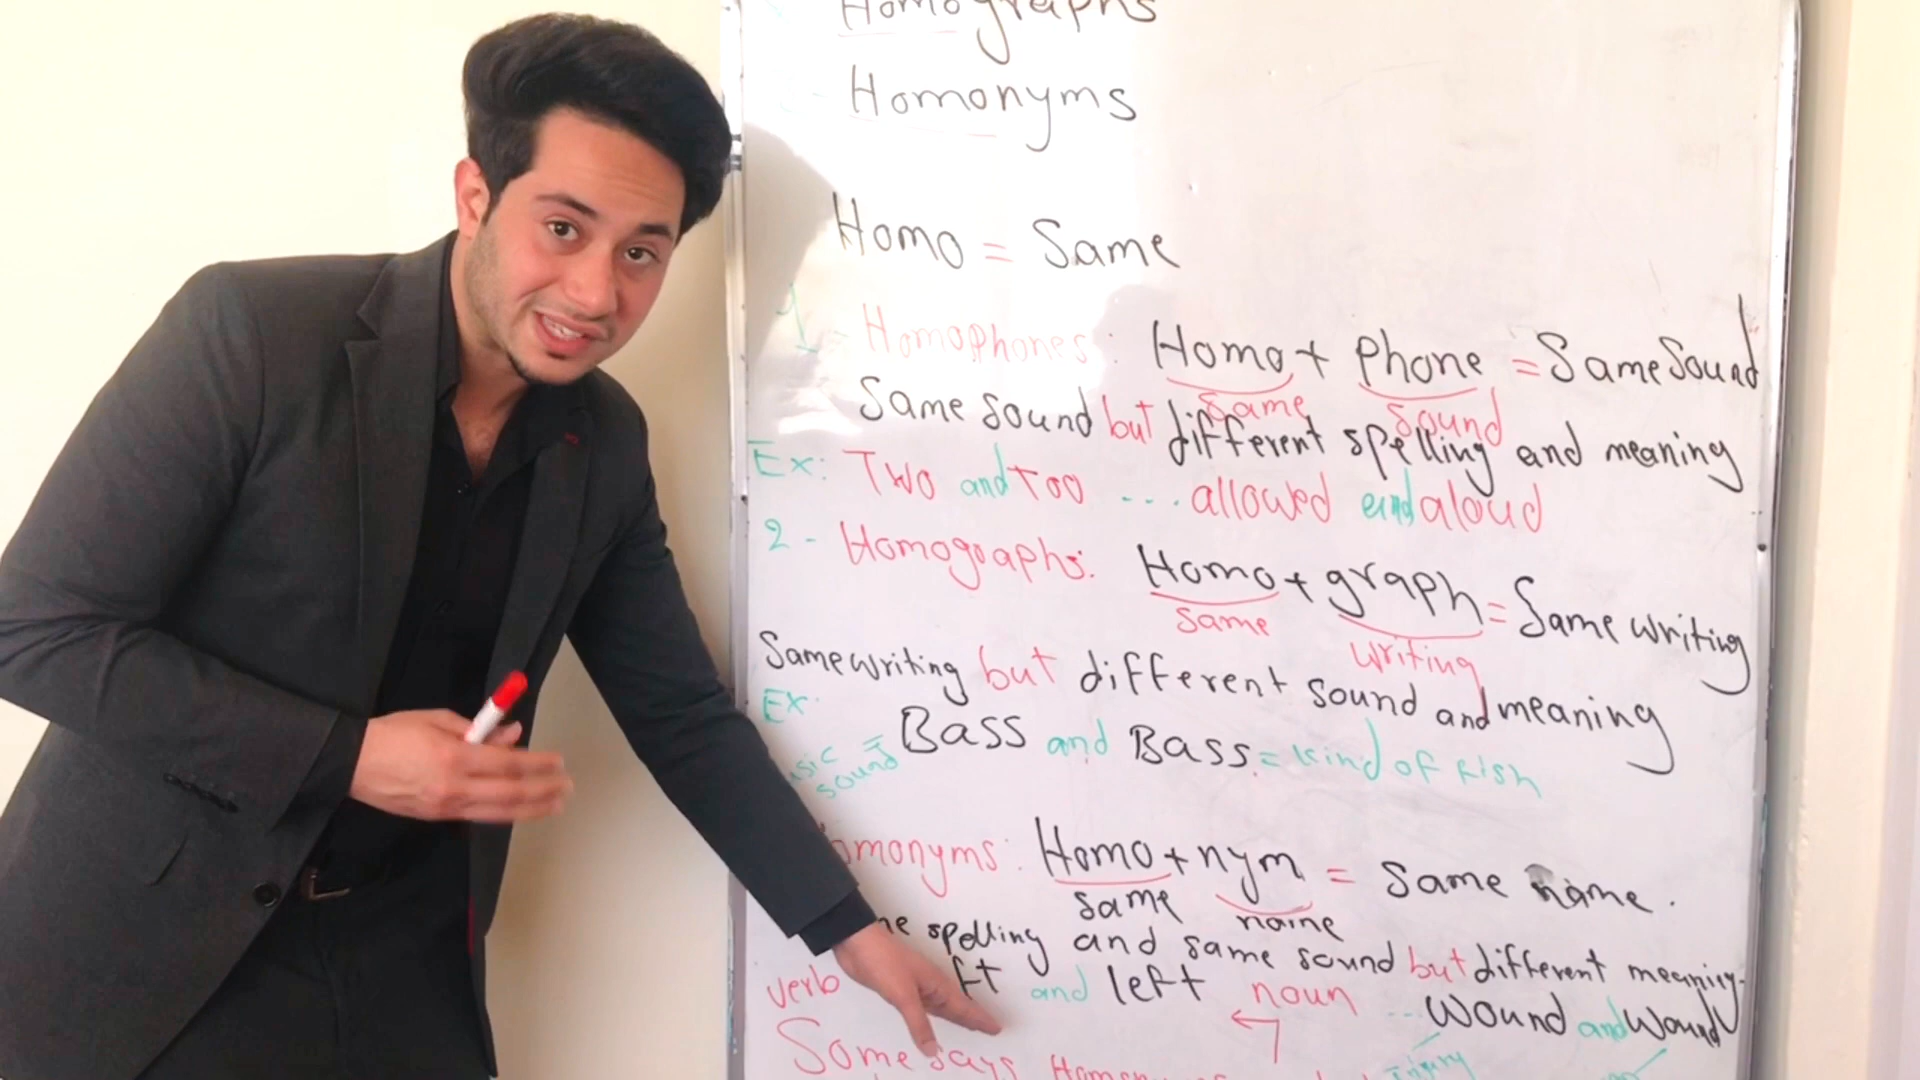 Homographs
Homonyms
Homo = Same
1 - Homophones: Homo + phone = Same Sound
same sound
Same sound but different spelling and meaning
Ex: Two and Too ... allowed and aloud
2 - Homographs: Homo + graph = Same writing
same writing
Same writing but different sound and meaning
Ex:
sound = Bass and Bass = kind of fish
omonyms: Homo + nym = Same name.
same name
me spelling and same sound but different meaning.
verb ft and left noun ... wound and wound
Some says